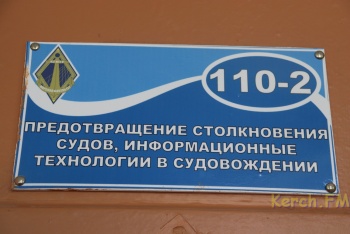 110-2
ПРЕДОТВРАЩЕНИЕ СТОЛКНОВЕНИЯ
СУДОВ, ИНФОРМАЦИОННЫЕ
ТЕХНОЛОГИИ В СУДОВОЖДЕНИИ
Kerch.FM